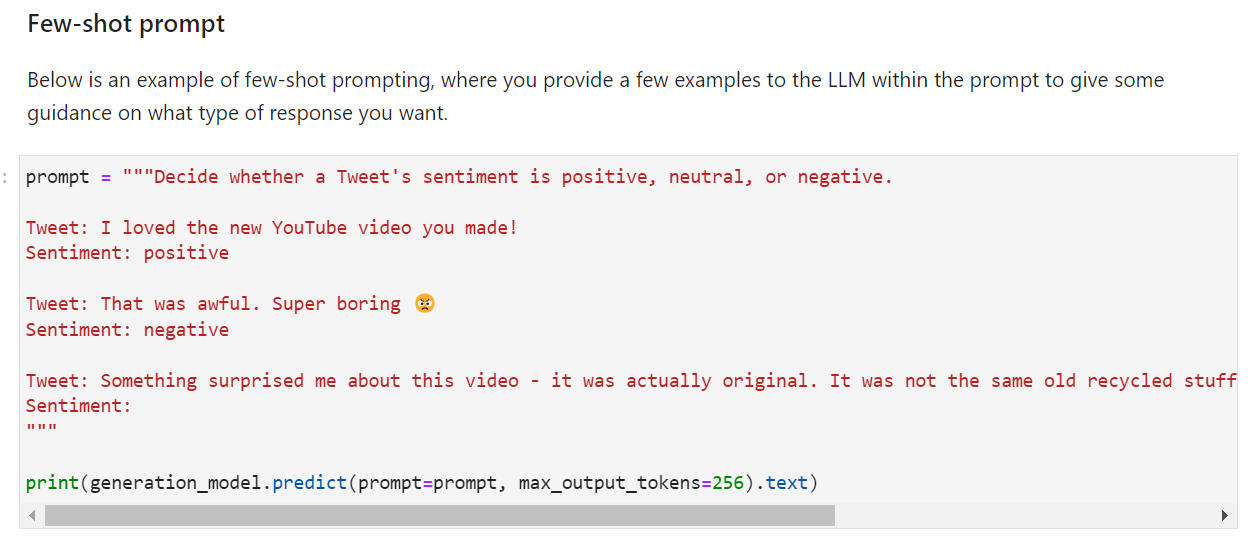 Few-shot prompt
Below is an example of few-shot prompting, where you provide a few examples to the LLM within the prompt to give some
guidance on what type of response you want.
: prompt = """Decide whether a Tweet's sentiment is positive, neutral, or negative.
Tweet: I loved the new YouTube video you made!
Sentiment: positive
Tweet: That was awful. Super boring 😠
Sentiment: negative
Tweet: Something surprised me about this video - it was actually original. It was not the same old recycled stuff
Sentiment:
"""
print(generation_model.predict(prompt=prompt, max_output_tokens=256).text)